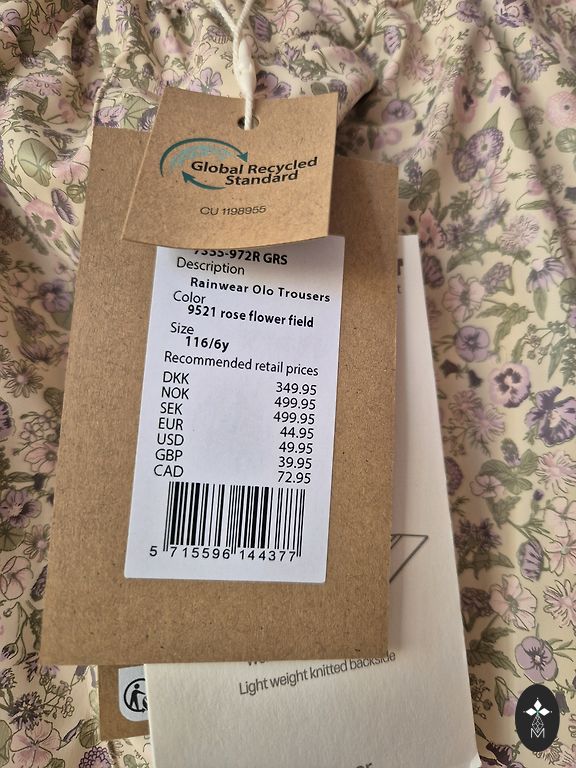 Global Recycled
Standard
CU 1198955
7335-972R GRS
Description
Rainwear Olo Trousers
Color
9521 rose flower field
Size
116/6y
Recommended retail prices
DKK 349.95
NOK 499.95
SEK 499.95
EUR 44.95
USD 49.95
GBP 39.95
CAD 72.95
5 715596 144377
Light weight knitted backside
M